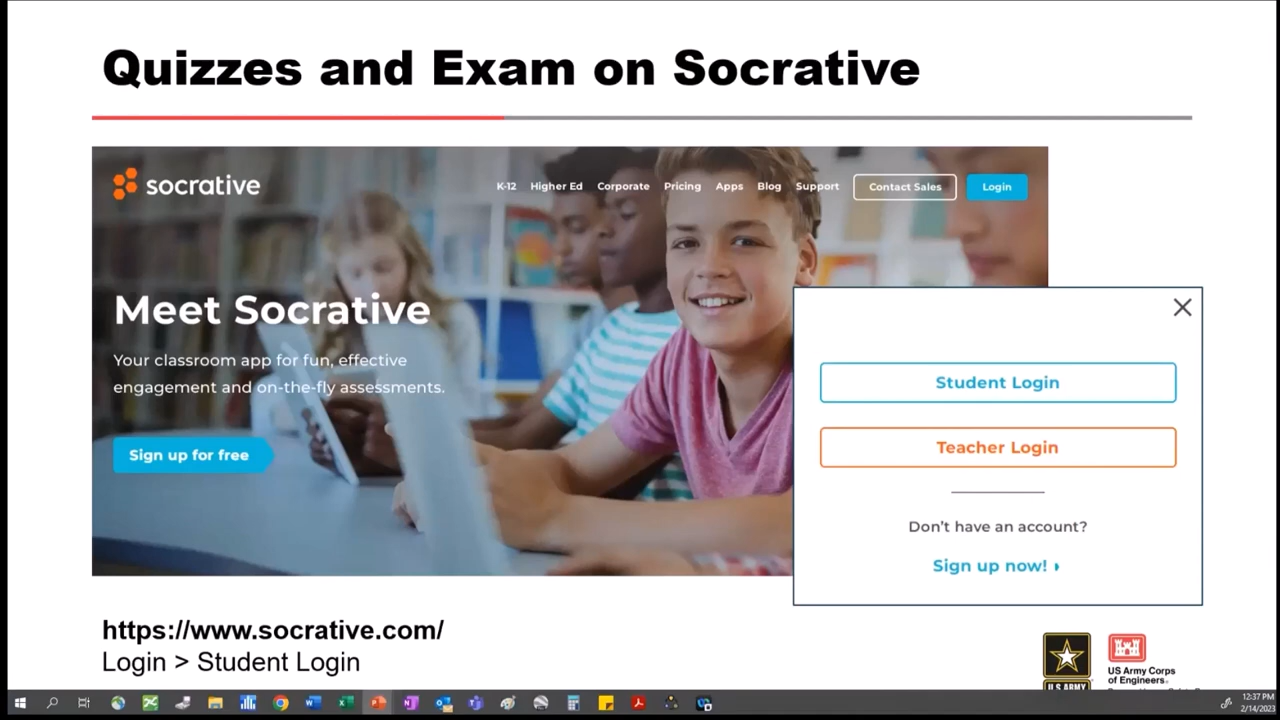 Quizzes and Exam on Socrative
socrative
K-12 Higher Ed Corporate Pricing Apps Blog Support Contact Sales Login
Meet Socrative
Your classroom app for fun, effective
engagement and on-the-fly assessments.
Sign up for free
Student Login
Teacher Login
Don't have an account?
Sign up now!
https://www.socrative.com/
Login > Student Login
U.S. ARMY
US Army Corps
of Engineers®
12:37 PM
2/14/2023